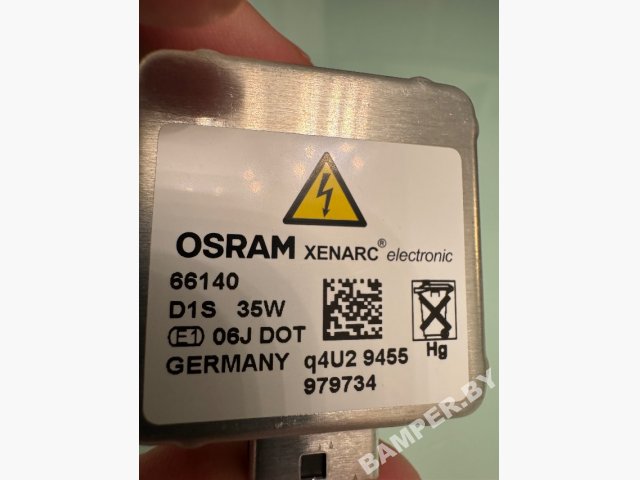 OSRAM XENARC® electronic
66140
D1S 35W
E1 06J DOT
GERMANY q4U2 9455
979734
Hg
BAMPER.BY